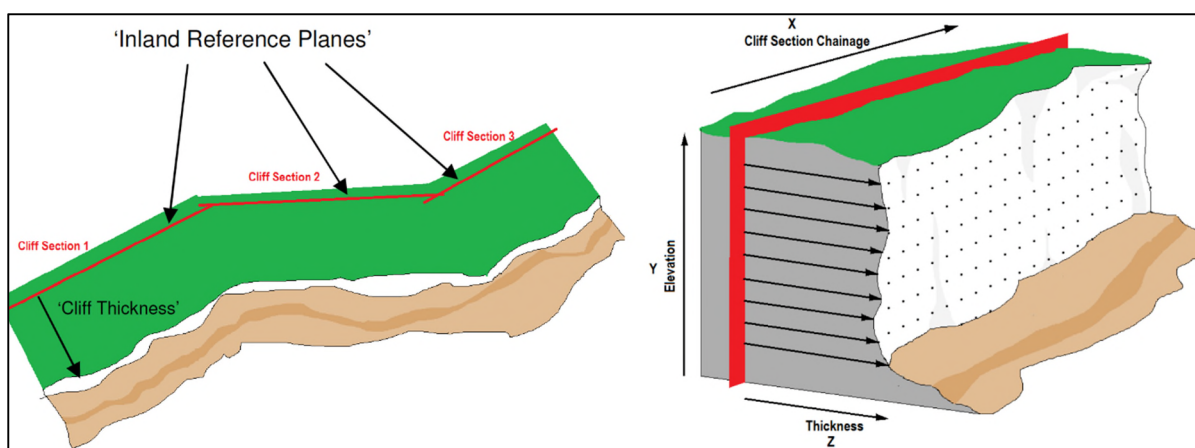 'Inland Reference Planes'
Cliff Section 3
Cliff Section 2
Cliff Section 1
'Cliff Thickness'
X
Cliff Section Chainage
Y
Elevation
Thickness
Z